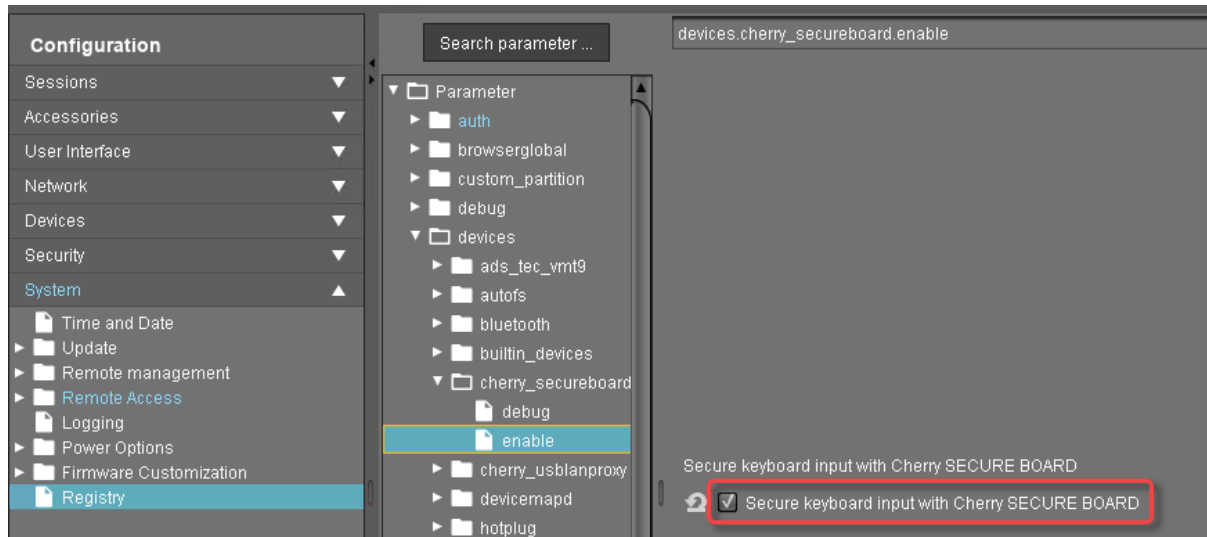 Configuration
Sessions
Accessories
User Interface
Network
Devices
Security
System
Time and Date
Update
Remote management
Remote Access
Logging
Power Options
Firmware Customization
Registry
Search parameter ...
Parameter
auth
browserglobal
custom_partition
debug
devices
ads_tec_vmt9
autofs
bluetooth
builtin_devices
cherry_secureboard
debug
enable
cherry_usblanproxy
devicemapd
hotplug
devices.cherry_secureboard.enable
Secure keyboard input with Cherry SECURE BOARD
Secure keyboard input with Cherry SECURE BOARD